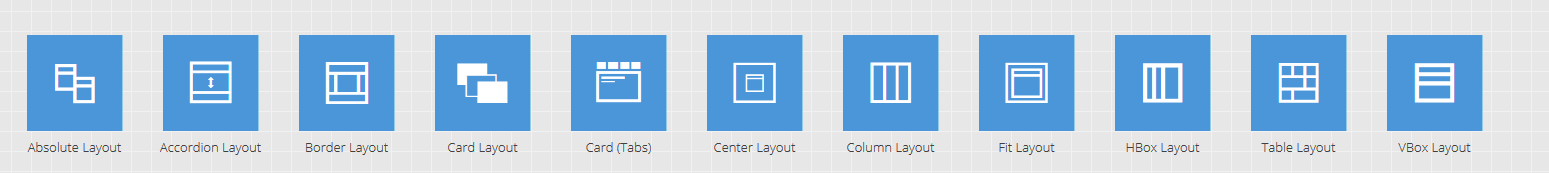 Absolute Layout
Accordion Layout
Border Layout
Card Layout
Card (Tabs)
Center Layout
Column Layout
Fit Layout
HBox Layout
Table Layout
VBox Layout